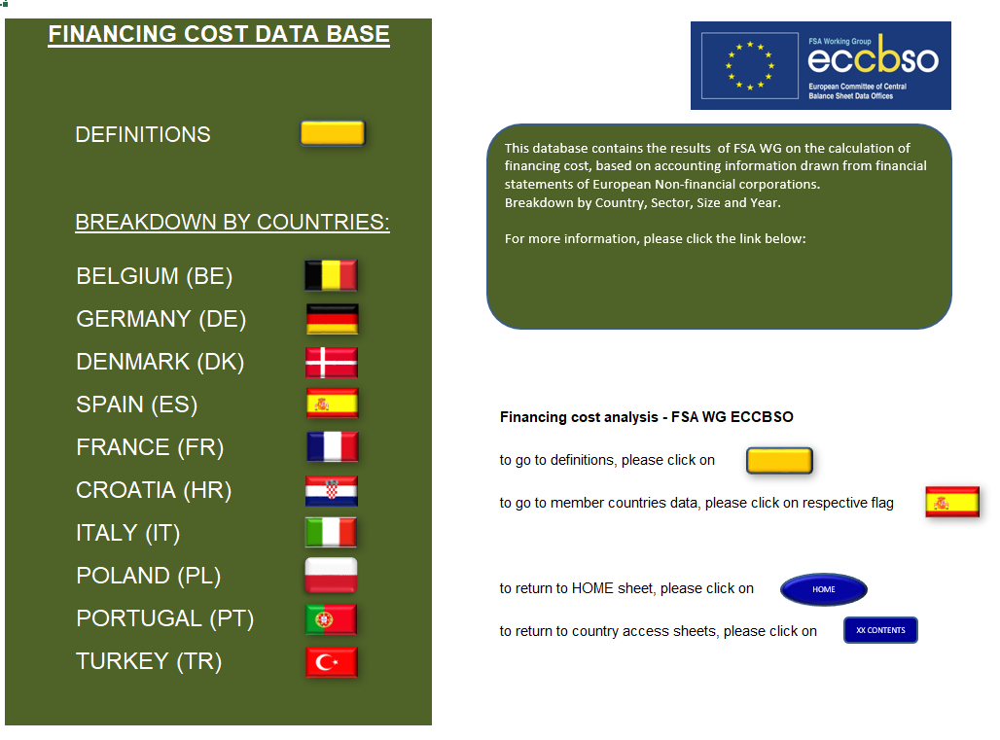 FINANCING COST DATA BASE
DEFINITIONS
BREAKDOWN BY COUNTRIES:
BELGIUM (BE)
GERMANY (DE)
DENMARK (DK)
SPAIN (ES)
FRANCE (FR)
CROATIA (HR)
ITALY (IT)
POLAND (PL)
PORTUGAL (PT)
TURKEY (TR)
FSA Working Group
eccbso
European Committee of Central
Balance Sheet Data Offices
This database contains the results of FSA WG on the calculation of
financing cost, based on accounting information drawn from financial
statements of European Non-financial corporations.
Breakdown by Country, Sector, Size and Year.
For more information, please click the link below:
Financing cost analysis - FSA WG ECCBSO
to go to definitions, please click on
to go to member countries data, please click on respective flag
to return to HOME sheet, please click on
HOME
to return to country access sheets, please click on
XX CONTENTS